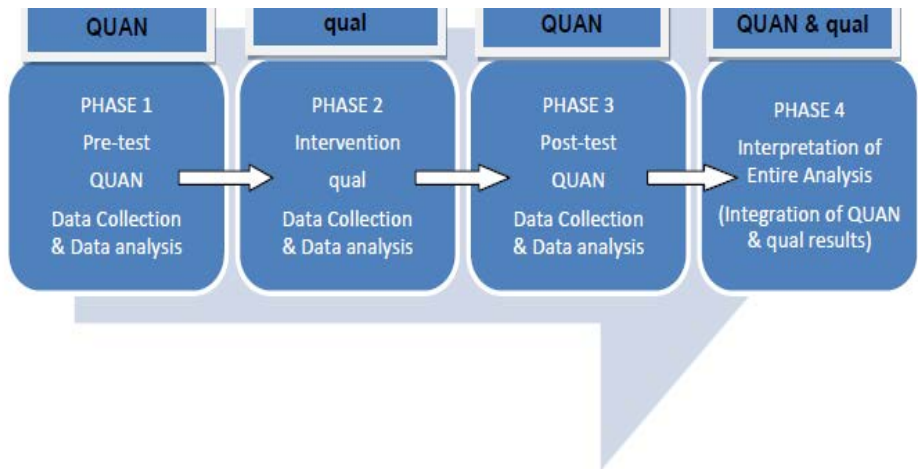 QUAN
qual
QUAN
QUAN & qual
PHASE 1
Pre-test
QUAN
Data Collection
& Data analysis
PHASE 2
Intervention
qual
Data Collection
& Data analysis
PHASE 3
Post-test
QUAN
Data Collection
& Data analysis
PHASE 4
Interpretation of
Entire Analysis
(Integration of QUAN
& qual results)